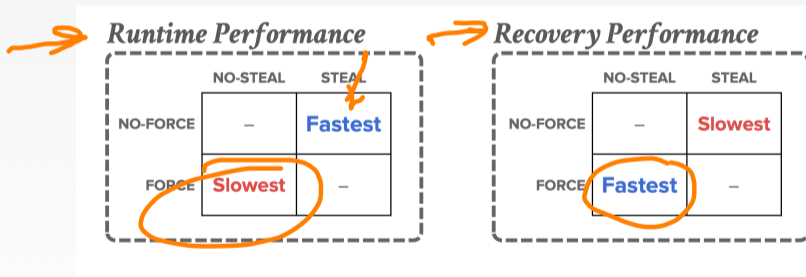 Runtime Performance
NO-STEAL STEAL
NO-FORCE – Fastest
FORCE Slowest –
Recovery Performance
NO-STEAL STEAL
NO-FORCE – Slowest
FORCE Fastest –